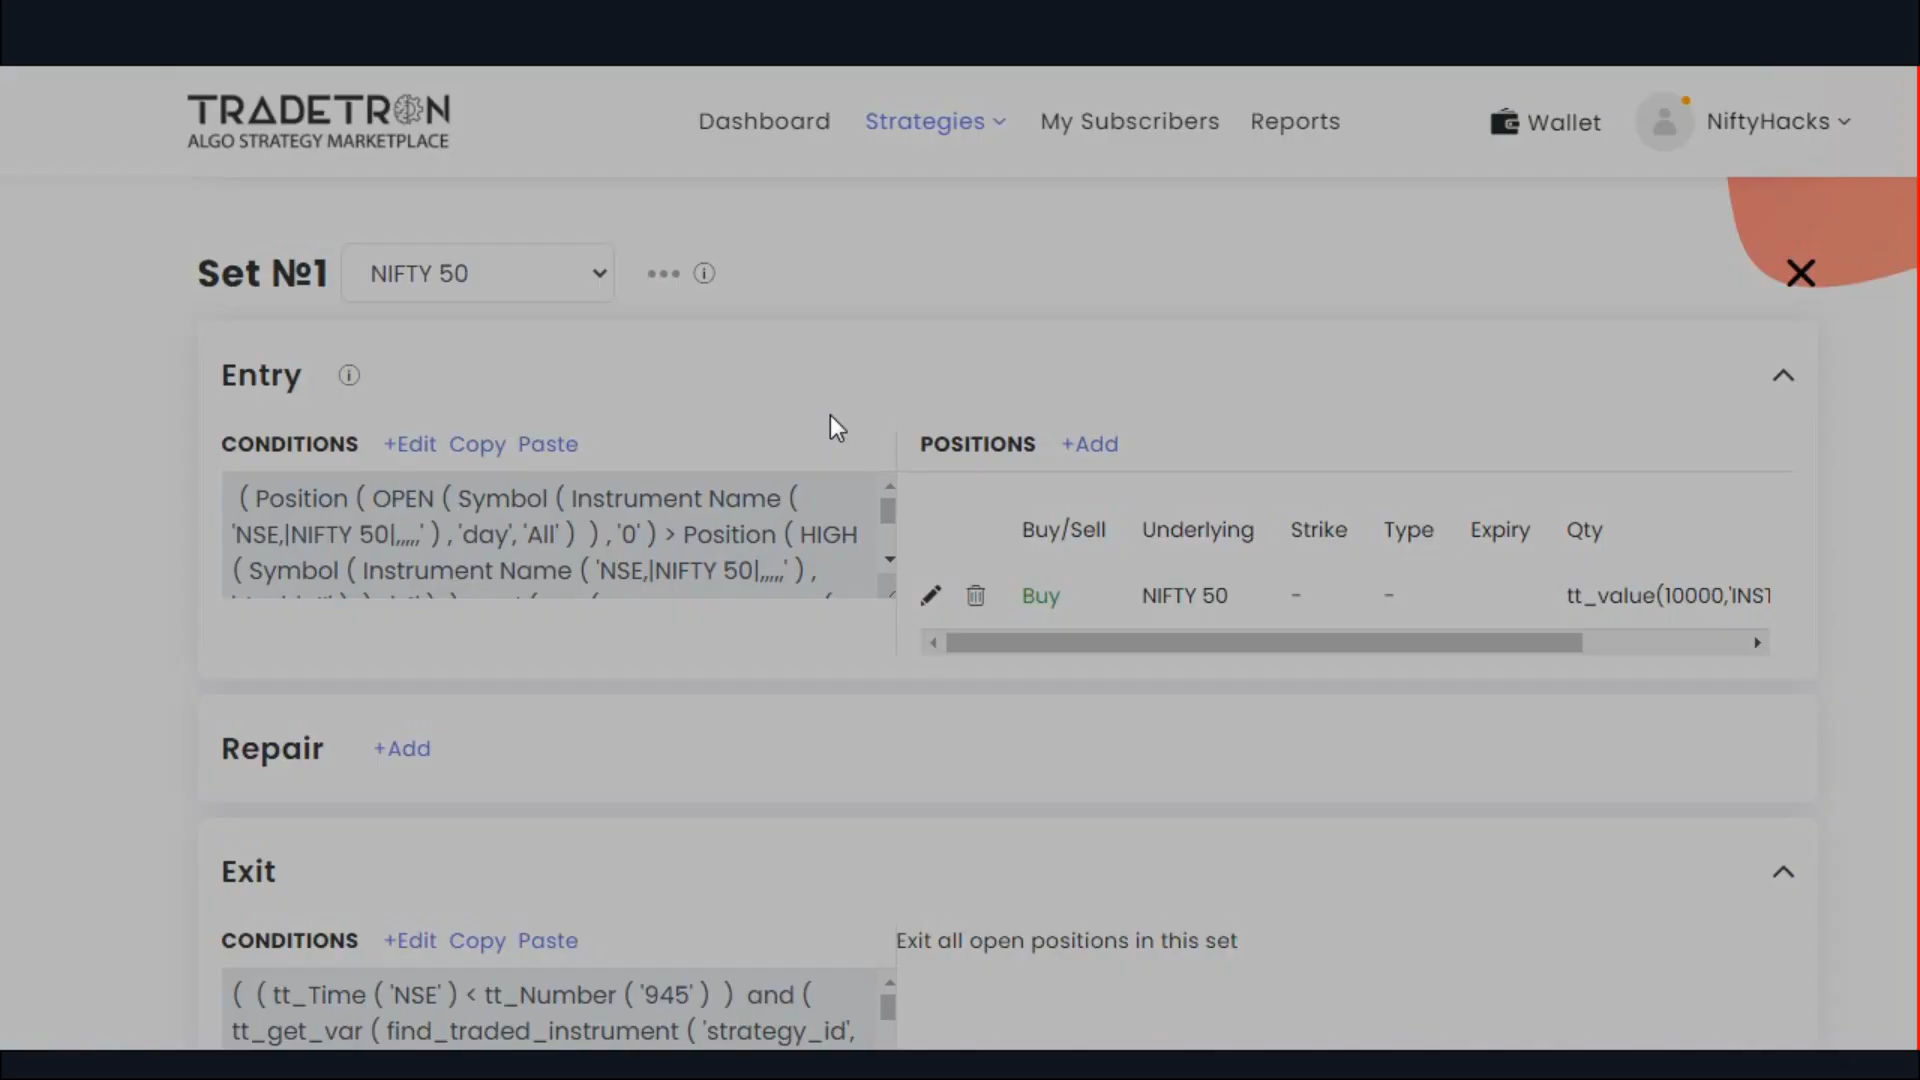 TRADETRON
ALGO STRATEGY MARKETPLACE
Dashboard
Strategies
My Subscribers
Reports
Wallet
NiftyHacks
Set №1
NIFTY 50
Entry
CONDITIONS +Edit Copy Paste
( Position ( OPEN ( Symbol ( Instrument Name (
'NSE,|NIFTY 50|,,,,,' ) , 'day', 'All' ) ) , '0' ) > Position ( HIGH
( Symbol ( Instrument Name ( 'NSE,|NIFTY 50|,,,,,' ) ,
POSITIONS +Add
Buy/Sell Underlying Strike Type Expiry Qty
Buy NIFTY 50 - - tt_value(10000,'INST
Repair +Add
Exit
CONDITIONS +Edit Copy Paste
( ( tt_Time ( 'NSE' ) < tt_Number ( '945' ) ) and (
tt_get_var ( find_traded_instrument ( 'strategy_id',
Exit all open positions in this set